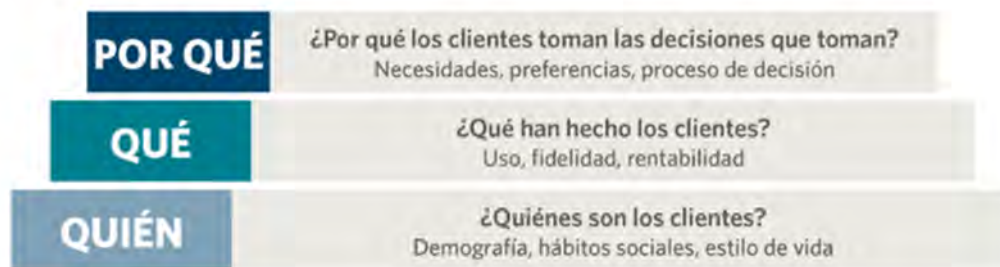 POR QUÉ
¿Por qué los clientes toman las decisiones que toman?
Necesidades, preferencias, proceso de decisión
QUÉ
¿Qué han hecho los clientes?
Uso, fidelidad, rentabilidad
QUIÉN
¿Quiénes son los clientes?
Demografía, hábitos sociales, estilo de vida